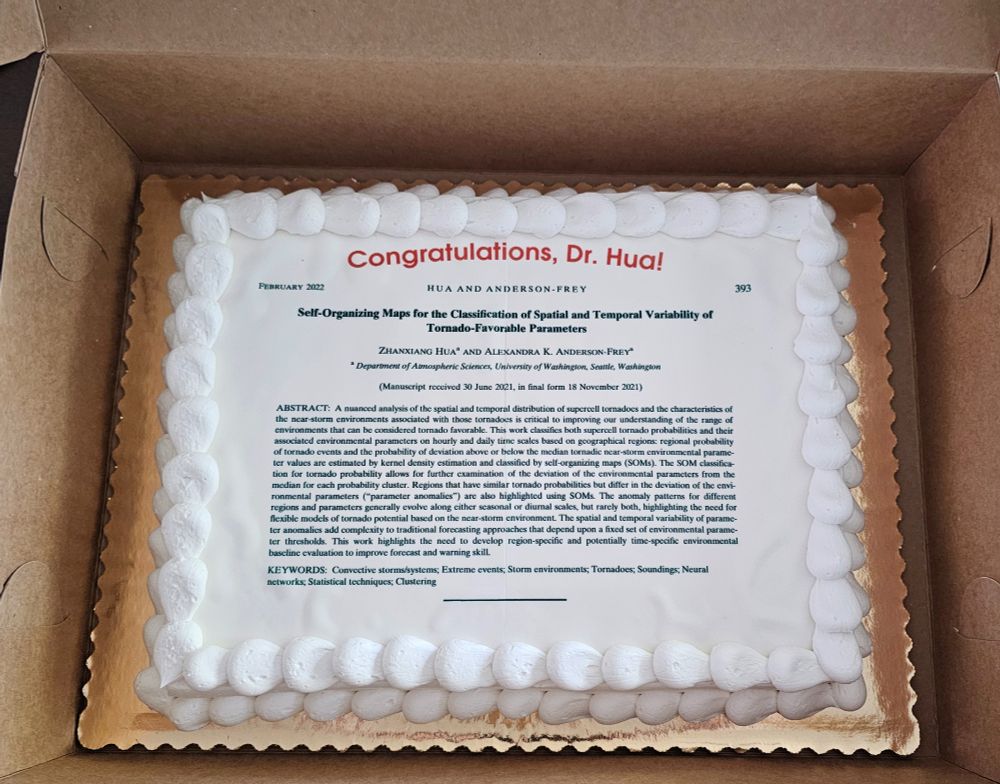 Congratulations, Dr. Hua!
FEBRUARY 2022 HUA AND ANDERSON-FREY 393
Self-Organizing Maps for the Classification of Spatial and Temporal Variability of
Tornado-Favorable Parameters
ZHANXIANG HUAª AND ALEXANDRA K. ANDERSON-FREYª
ª Department of Atmospheric Sciences, University of Washington, Seattle, Washington
(Manuscript received 30 June 2021, in final form 18 November 2021)
ABSTRACT: A nuanced analysis of the spatial and temporal distribution of supercell tornadoes and the characteristics of
the near-storm environments associated with those tornadoes is critical to improving our understanding of the range of
environments that can be considered tornado favorable. This work classifies both supercell tornado probabilities and their
associated environmental parameters on hourly and daily time scales based on geographical regions: regional probability
of tornado events and the probability of deviation above or below the median tornadic near-storm environmental parame-
ter values are estimated by kernel density estimation and classified by self-organizing maps (SOMs). The SOM classifica-
tion for tornado probability allows for further examination of the deviation of the environmental parameters from the
median for each probability cluster. Regions that have similar tornado probabilities but differ in the deviation of the envi-
ronmental parameters ("parameter anomalies") are also highlighted using SOMs. The anomaly patterns for different
regions and parameters generally evolve along either seasonal or diurnal scales, but rarely both, highlighting the need for
flexible models of tornado potential based on the near-storm environment. The spatial and temporal variability of parame-
ter anomalies add complexity to traditional forecasting approaches that depend upon a fixed set of environmental parame-
ter thresholds. This work highlights the need to develop region-specific and potentially time-specific environmental
baseline evaluation to improve forecast and warning skill.
KEYWORDS: Convective storms/systems; Extreme events; Storm environments; Tornadoes; Soundings; Neural
networks; Statistical techniques; Clustering